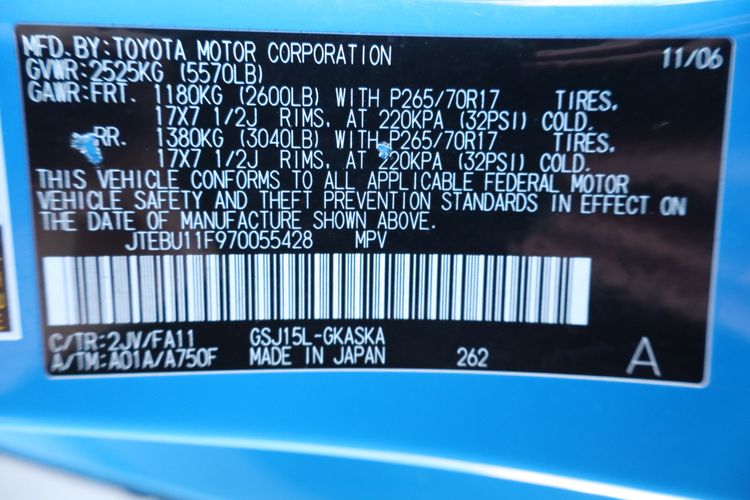 MFD.BY:TOYOTA MOTOR CORPORATION 11/06
GVWR:2525KG (5570LB)
GAWR:FRT. 1180KG (2600LB) WITH P265/70R17 TIRES,
17X7 1/2J RIMS, AT 220KPA (32PSI) COLD.
RR. 1380KG (3040LB) WITH P265/70R17 TIRES,
17X7 1/2J RIMS, AT 220KPA (32PSI) COLD.
THIS VEHICLE CONFORMS TO ALL APPLICABLE FEDERAL MOTOR
VEHICLE SAFETY AND THEFT PREVENTION STANDARDS IN EFFECT ON
THE DATE OF MANUFACTURE SHOWN ABOVE.
JTEBU11F970055428 MPV
C/TR:2JV/FA11 GSJ15L-GKASKA
A/TM:A01A/A750F MADE IN JAPAN 262 A